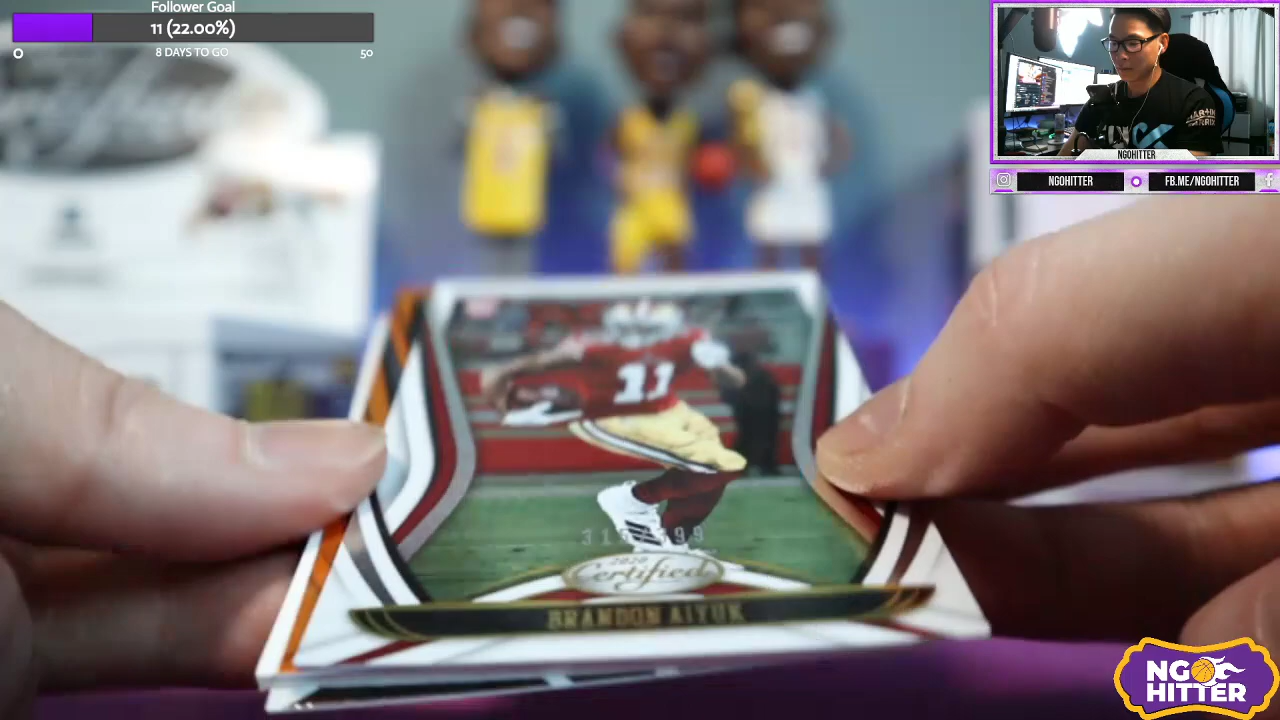 Follower Goal
11 (22.00%)
0 8 DAYS TO GO 50
NGOHITTER
NGOHITTER FB.ME/NGOHITTER
11
2020
Certified
BRANDON AIYUK
NGO
HITTER